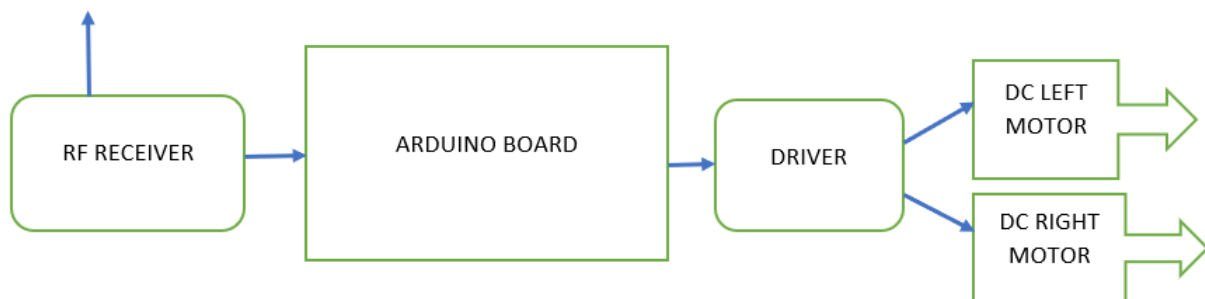 RF RECEIVER
ARDUINO BOARD
DRIVER
DC LEFT
MOTOR
DC RIGHT
MOTOR